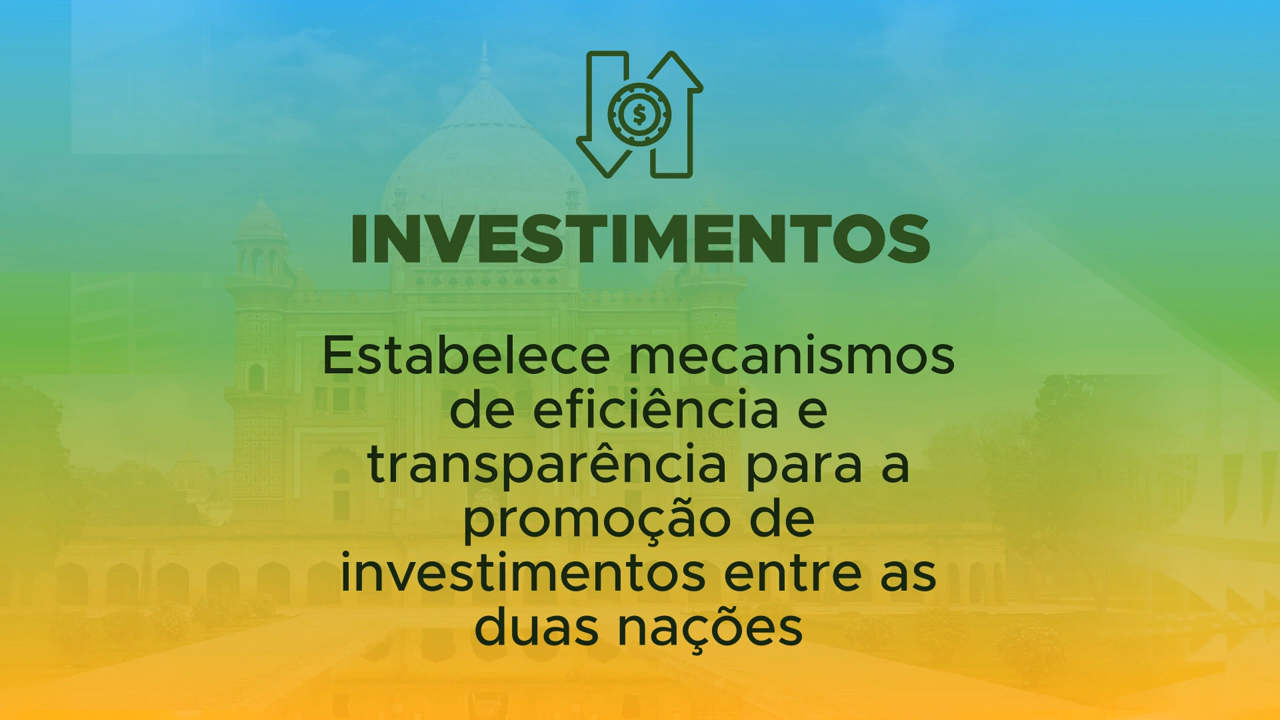 $
INVESTIMENTOS
Estabelece mecanismos
de eficiência e
transparência para a
promoção de
investimentos entre as
duas nações